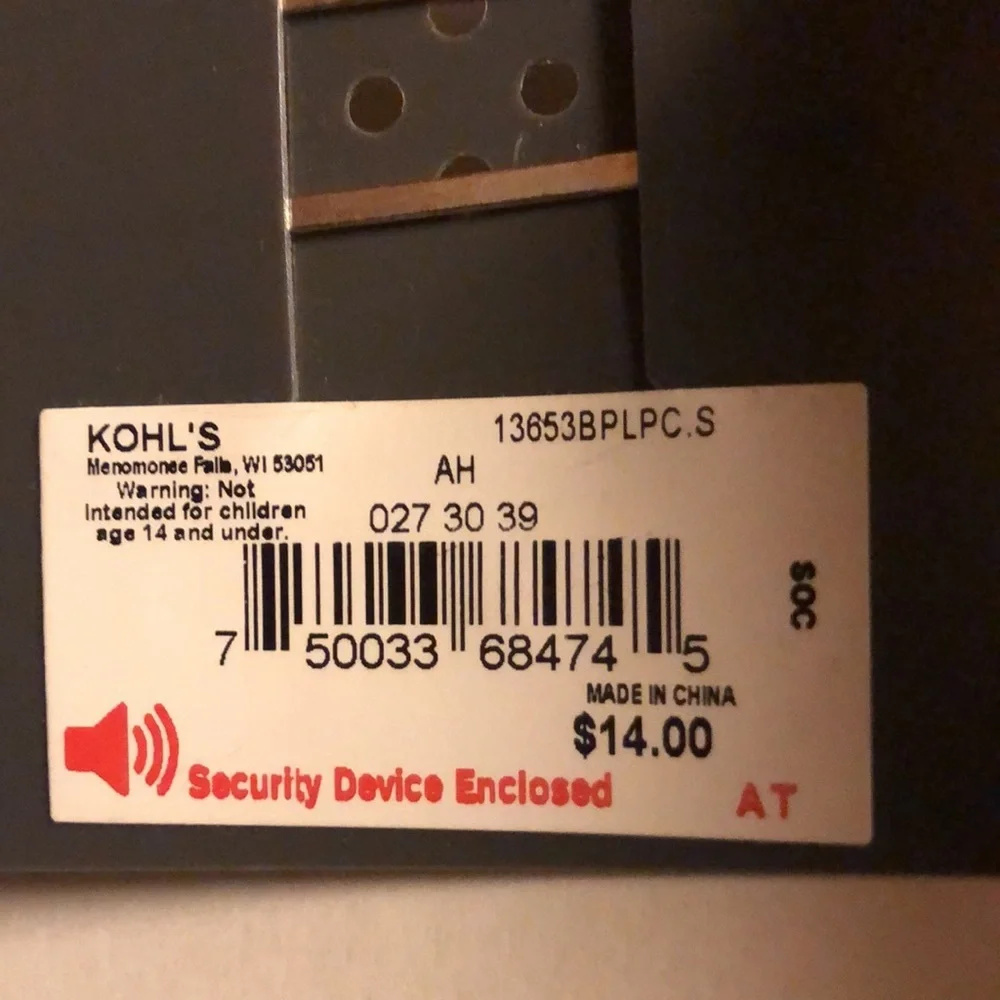 KOHL'S
13653BPLPC.S
Menomonee Falls, WI 53051
AH
Warning: Not
Intended for children
age 14 and under.
027 30 39
SOC
7 50033 68474 5
MADE IN CHINA
$14.00
Security Device Enclosed
AT